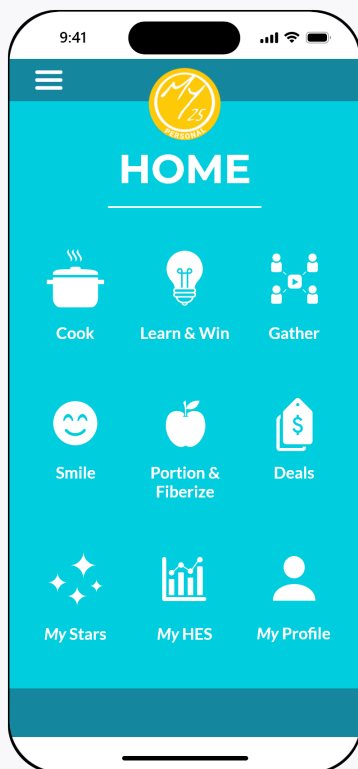 9:41
My
25
PERSONAL
HOME
Cook
Learn & Win
Gather
Smile
Portion &
Fiberize
$
Deals
My Stars
My HES
My Profile